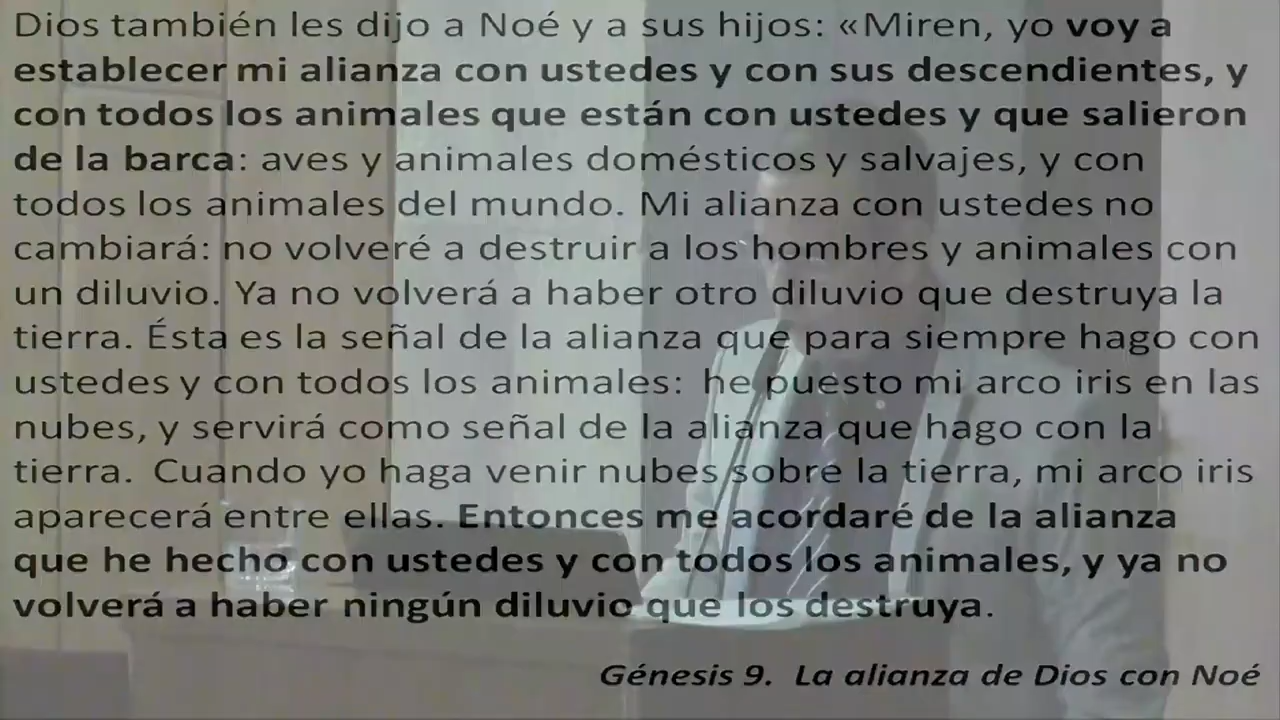 Dios también les dijo a Noé y a sus hijos: «Miren, yo voy a
establecer mi alianza con ustedes y con sus descendientes, y
con todos los animales que están con ustedes y que salieron
de la barca: aves y animales domésticos y salvajes, y con
todos los animales del mundo. Mi alianza con ustedes no
cambiará: no volveré a destruir a los hombres y animales con
un diluvio. Ya no volverá a haber otro diluvio que destruya la
tierra. Ésta es la señal de la alianza que para siempre hago con
ustedes y con todos los animales: he puesto mi arco iris en las
nubes, y servirá como señal de la alianza que hago con la
tierra. Cuando yo haga venir nubes sobre la tierra, mi arco iris
aparecerá entre ellas. Entonces me acordaré de la alianza
que he hecho con ustedes y con todos los animales, y ya no
volverá a haber ningún diluvio que los destruya.
Génesis 9. La alianza de Dios con Noé